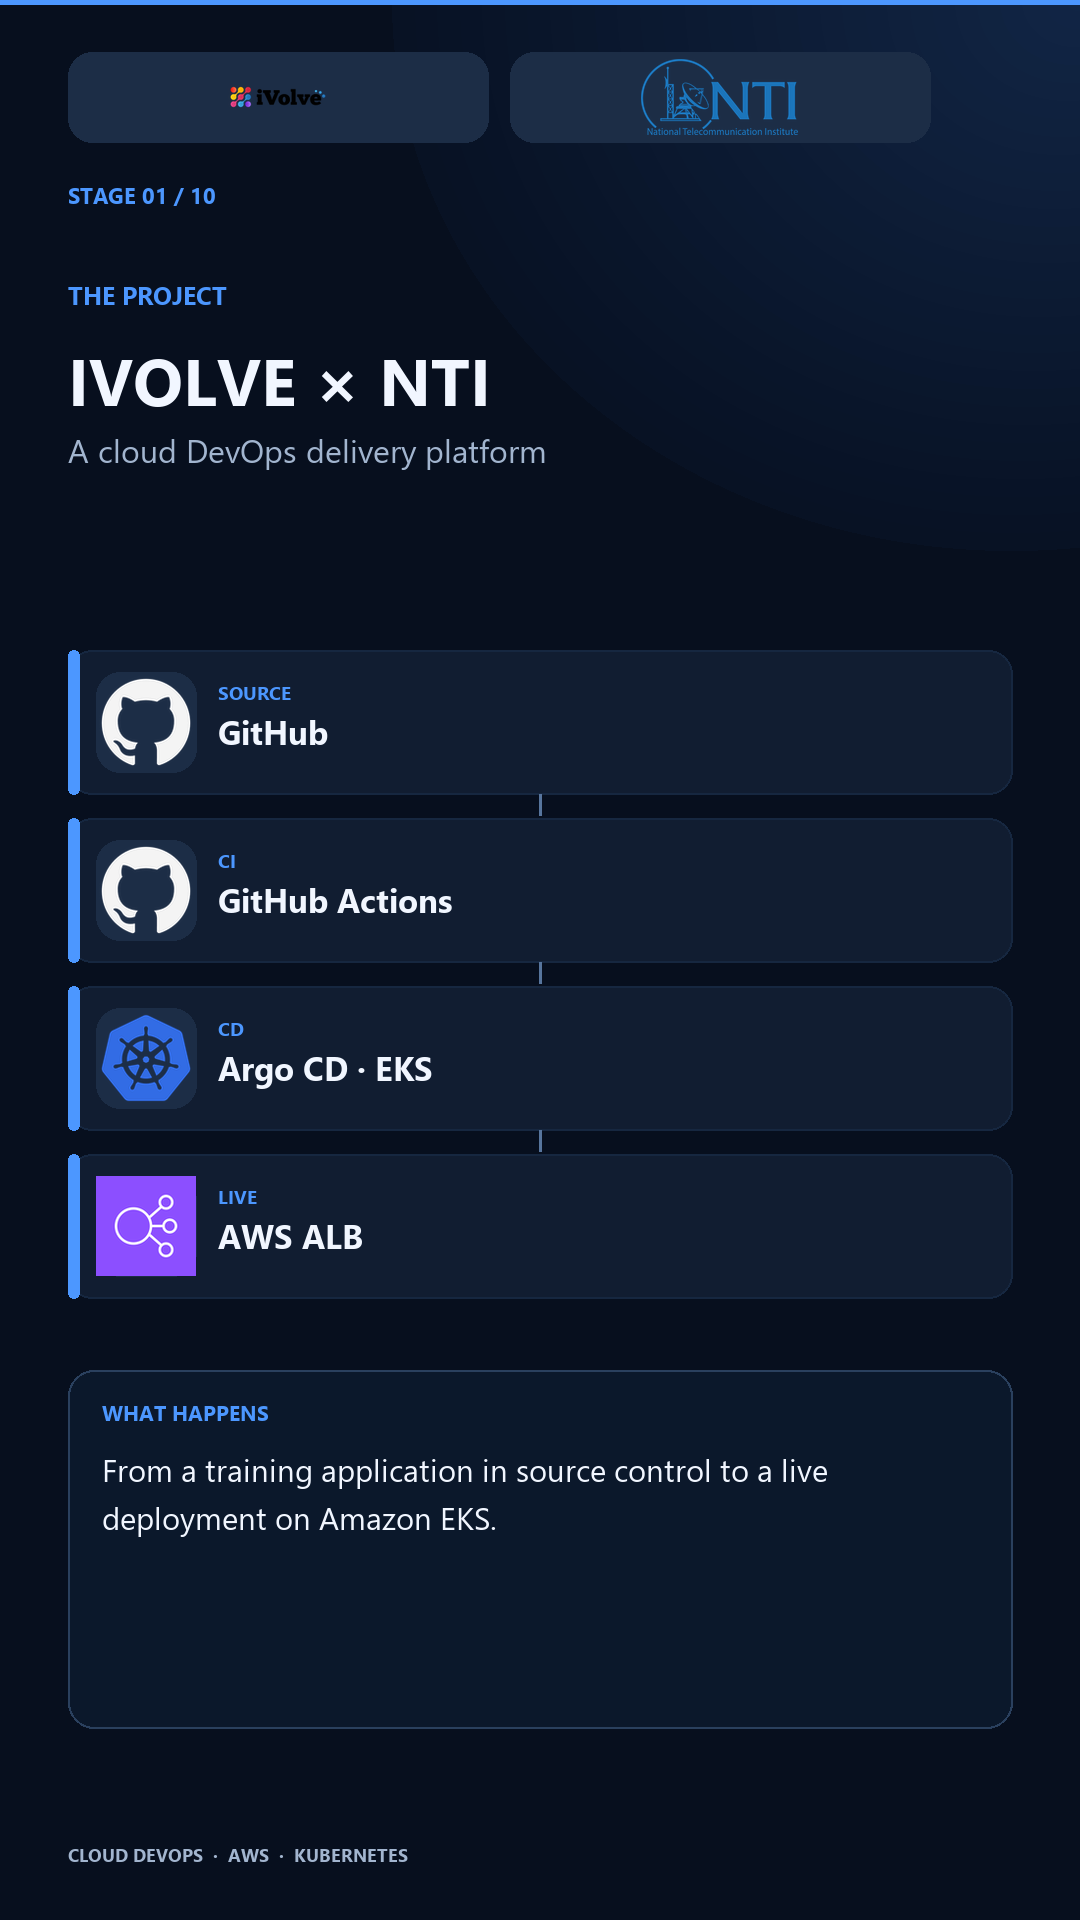 iVolve
NTI
National Telecommunication Institute
STAGE 01 / 10
THE PROJECT
IVOLVE × NTI
A cloud DevOps delivery platform
SOURCE
GitHub
CI
GitHub Actions
CD
Argo CD · EKS
LIVE
AWS ALB
WHAT HAPPENS
From a training application in source control to a live
deployment on Amazon EKS.
CLOUD DEVOPS · AWS · KUBERNETES